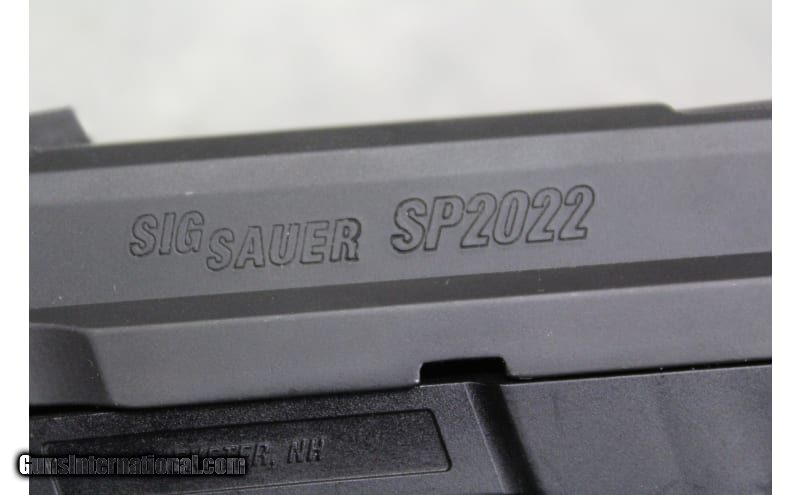 SIG SAUER SP2022
NH
GunsInternational.com